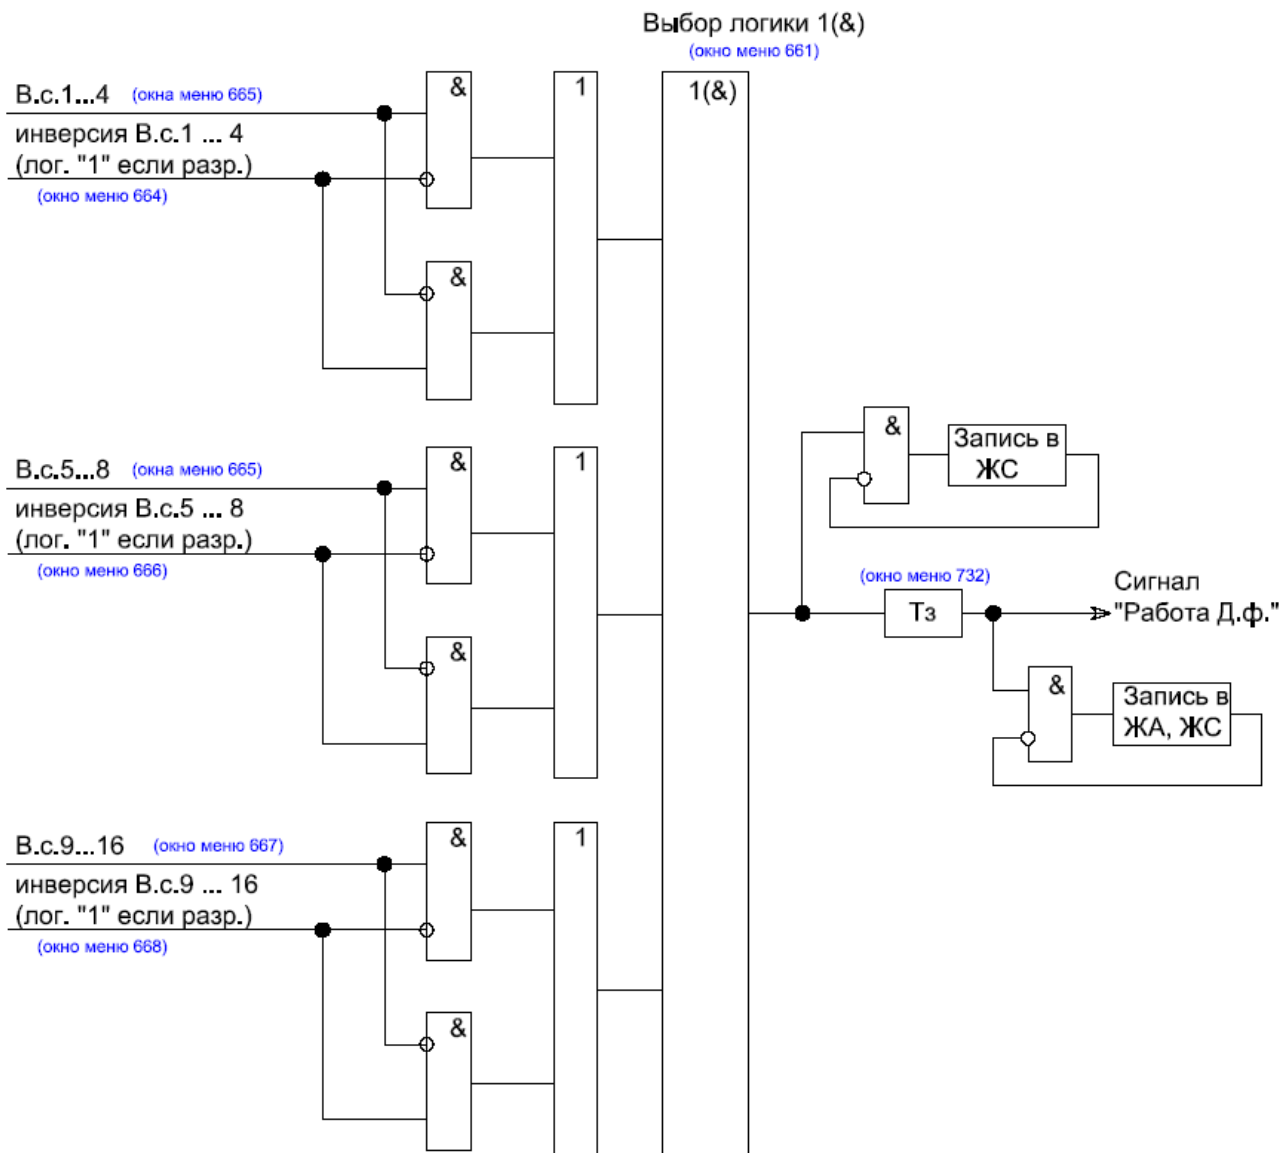 Выбор логики 1(&)
(окно меню 661)
В.с.1...4 (окна меню 665)
инверсия В.с.1 ... 4
(лог. "1" если разр.)
(окно меню 664)
&
1
1(&)
&
В.с.5...8 (окна меню 665)
инверсия В.с.5 ... 8
(лог. "1" если разр.)
(окно меню 666)
&
1
&
&
Запись в
ЖС
(окно меню 732)
Тз
Сигнал
"Работа Д.ф."
&
Запись в
ЖА, ЖС
В.с.9...16 (окно меню 667)
инверсия В.с.9 ... 16
(лог. "1" если разр.)
(окно меню 668)
&
1
&